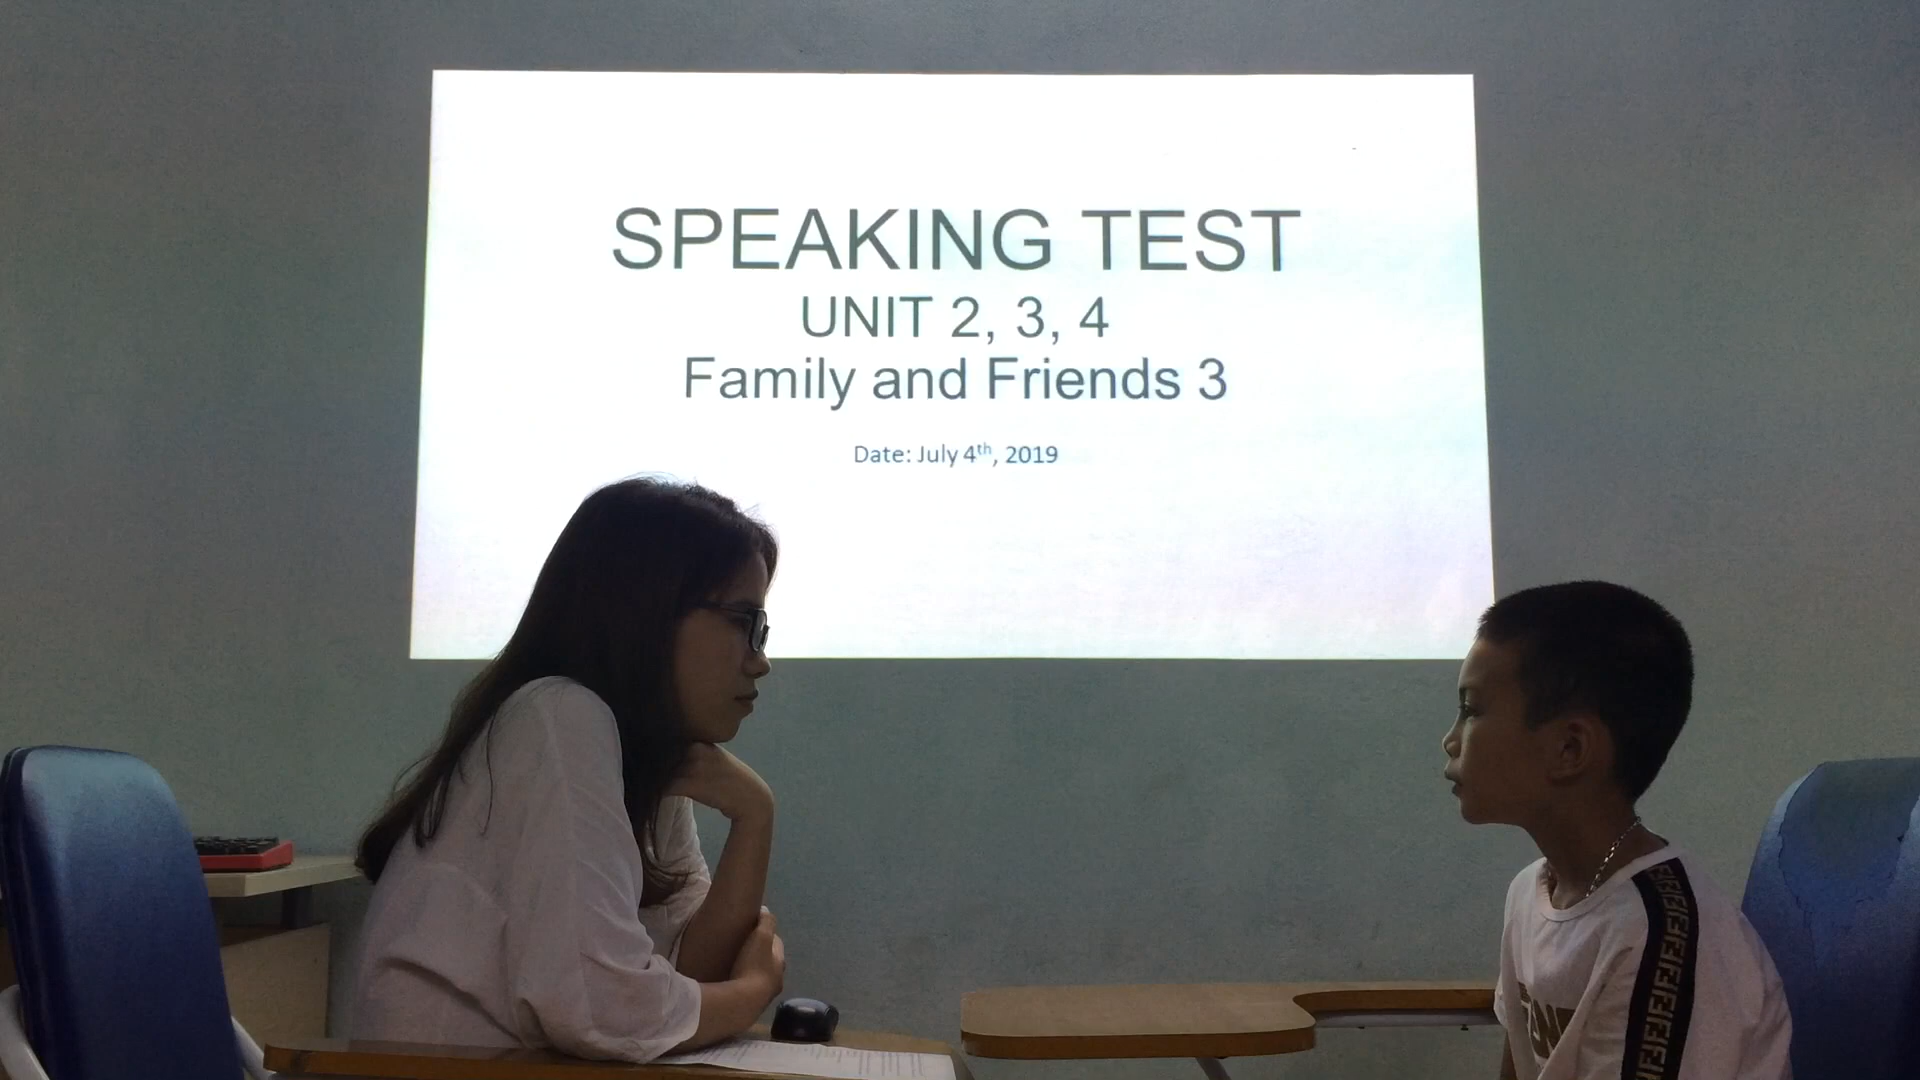 SPEAKING TEST
UNIT 2, 3, 4
Family and Friends 3
Date: July 4th, 2019